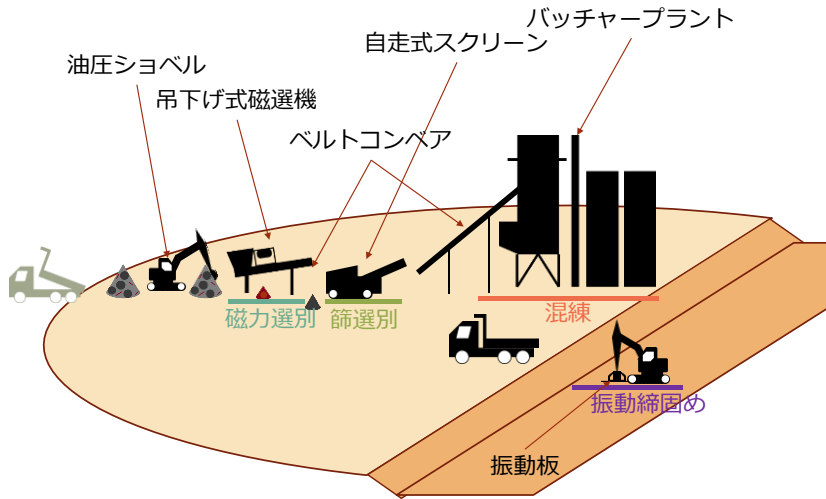 バッチャープラント
自走式スクリーン
油圧ショベル
吊下げ式磁選機
ベルトコンベア
磁力選別
篩選別
混練
振動締固め
振動板